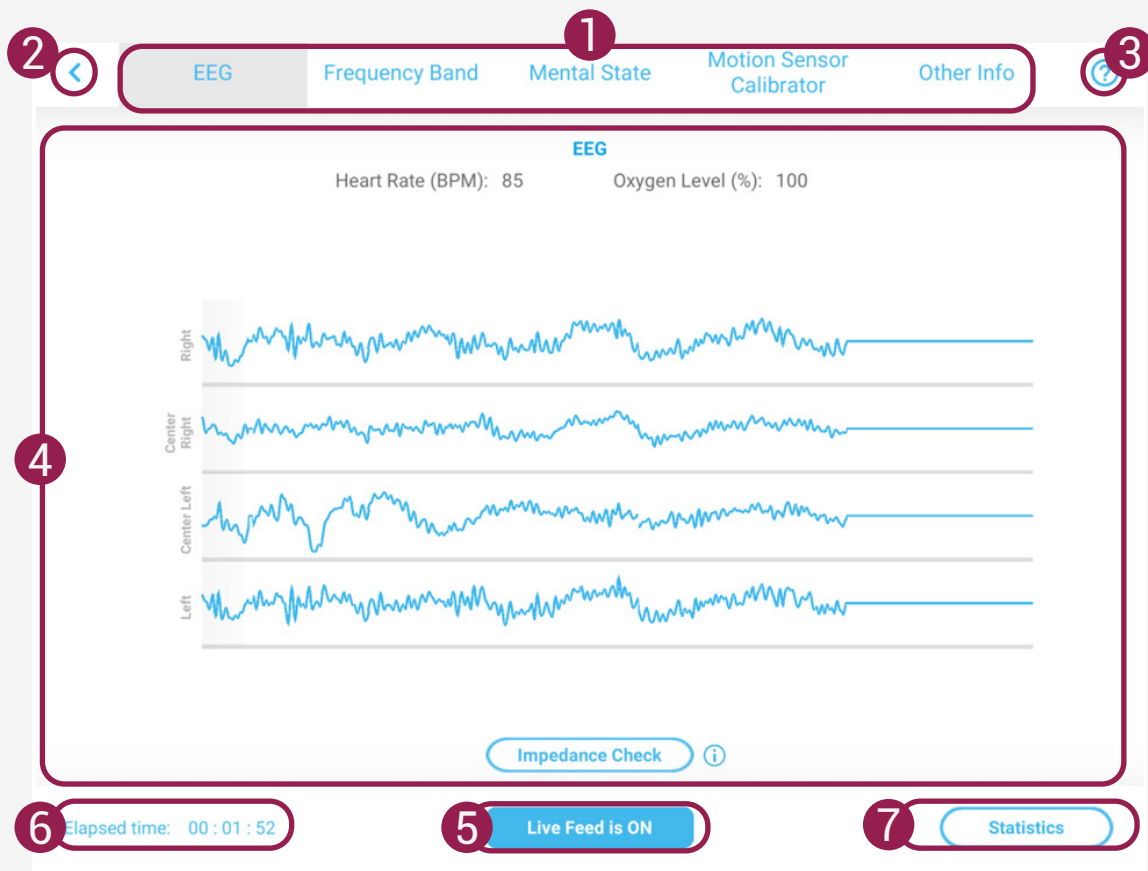 1
2
3
EEG
Frequency Band
Mental State
Motion Sensor
Calibrator
Other Info
?
EEG
Heart Rate (BPM): 85 Oxygen Level (%): 100
Right
Center
Right
4
Center Left
Left
Impedance Check i
6 Elapsed time: 00 : 01 : 52
5 Live Feed is ON
7 Statistics